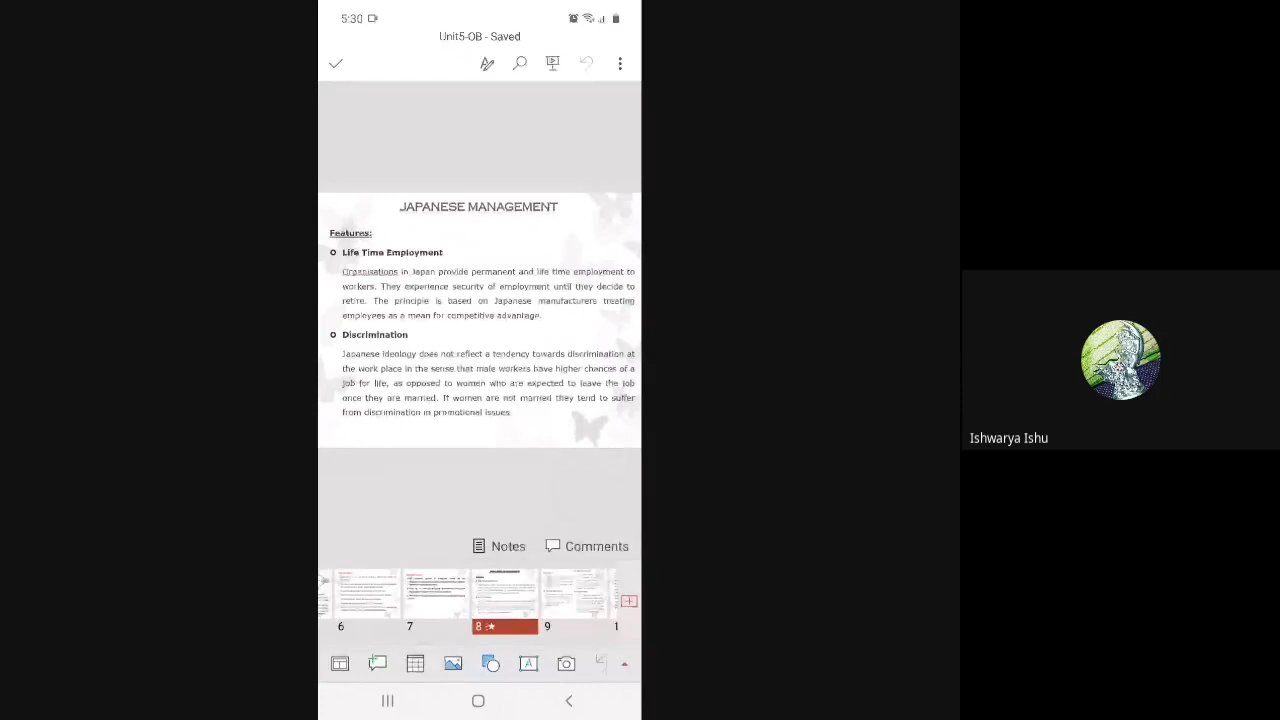 5:30
Unit5-OB - Saved
JAPANESE MANAGEMENT
Features:
Life Time Employment
Organisations in Japan provide permanent and life time employment to
workers. They experience security of employment until they decide to
retire. The principle is based on Japanese manufacturers treating
employees as a mean for competitive advantage.
Discrimination
Japanese ideology does not reflect a tendency towards discrimination at
the work place in the sense that male workers have higher chances of a
job for life, as opposed to women who are expected to leave the job
once they are married. If women are not married they tend to suffer
from discrimination in promotional issues.
Notes
Comments
6
7
8
9
1
Ishwarya Ishu